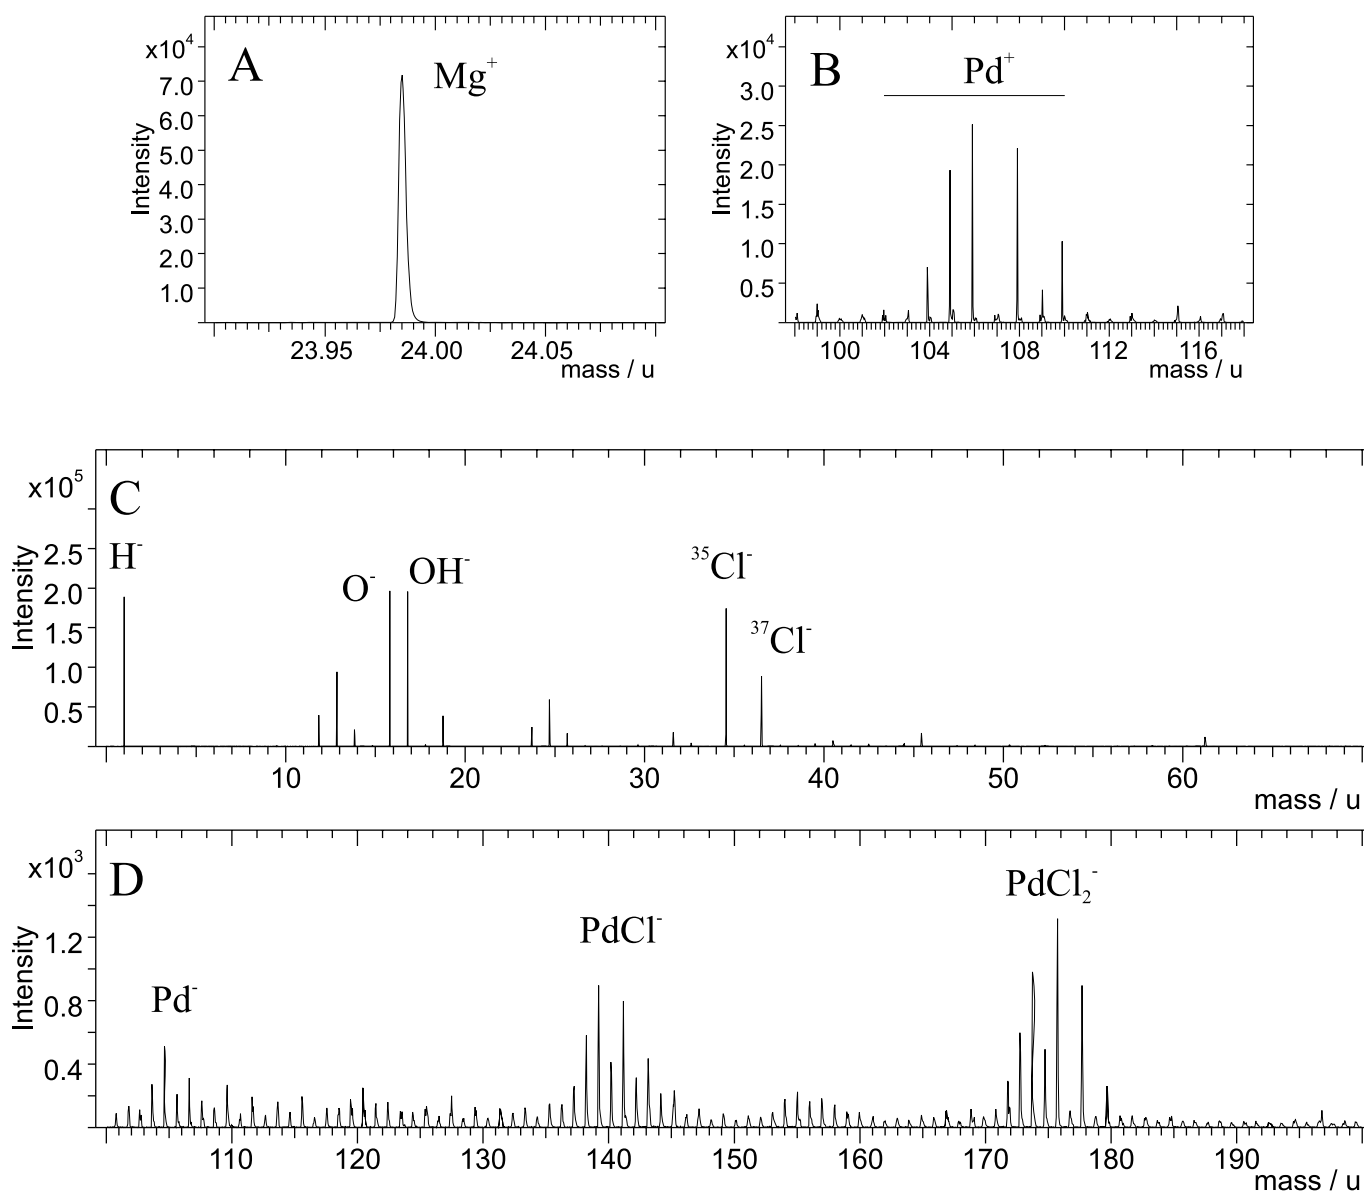 A
x10⁴
Mg⁺
7.0
6.0
5.0
4.0
3.0
2.0
1.0
Intensity
23.95 24.00 24.05
mass / u
B
x10⁴
Pd⁺
3.0
2.5
2.0
1.5
1.0
0.5
Intensity
100 104 108 112 116
mass / u
x10⁵
C
H⁻
O⁻
OH⁻
³⁵Cl⁻
³⁷Cl⁻
2.5
2.0
1.5
1.0
0.5
Intensity
10 20 30 40 50 60
mass / u
x10³
D
Pd⁻
PdCl⁻
PdCl₂⁻
1.2
0.8
0.4
Intensity
110 120 130 140 150 160 170 180 190
mass / u